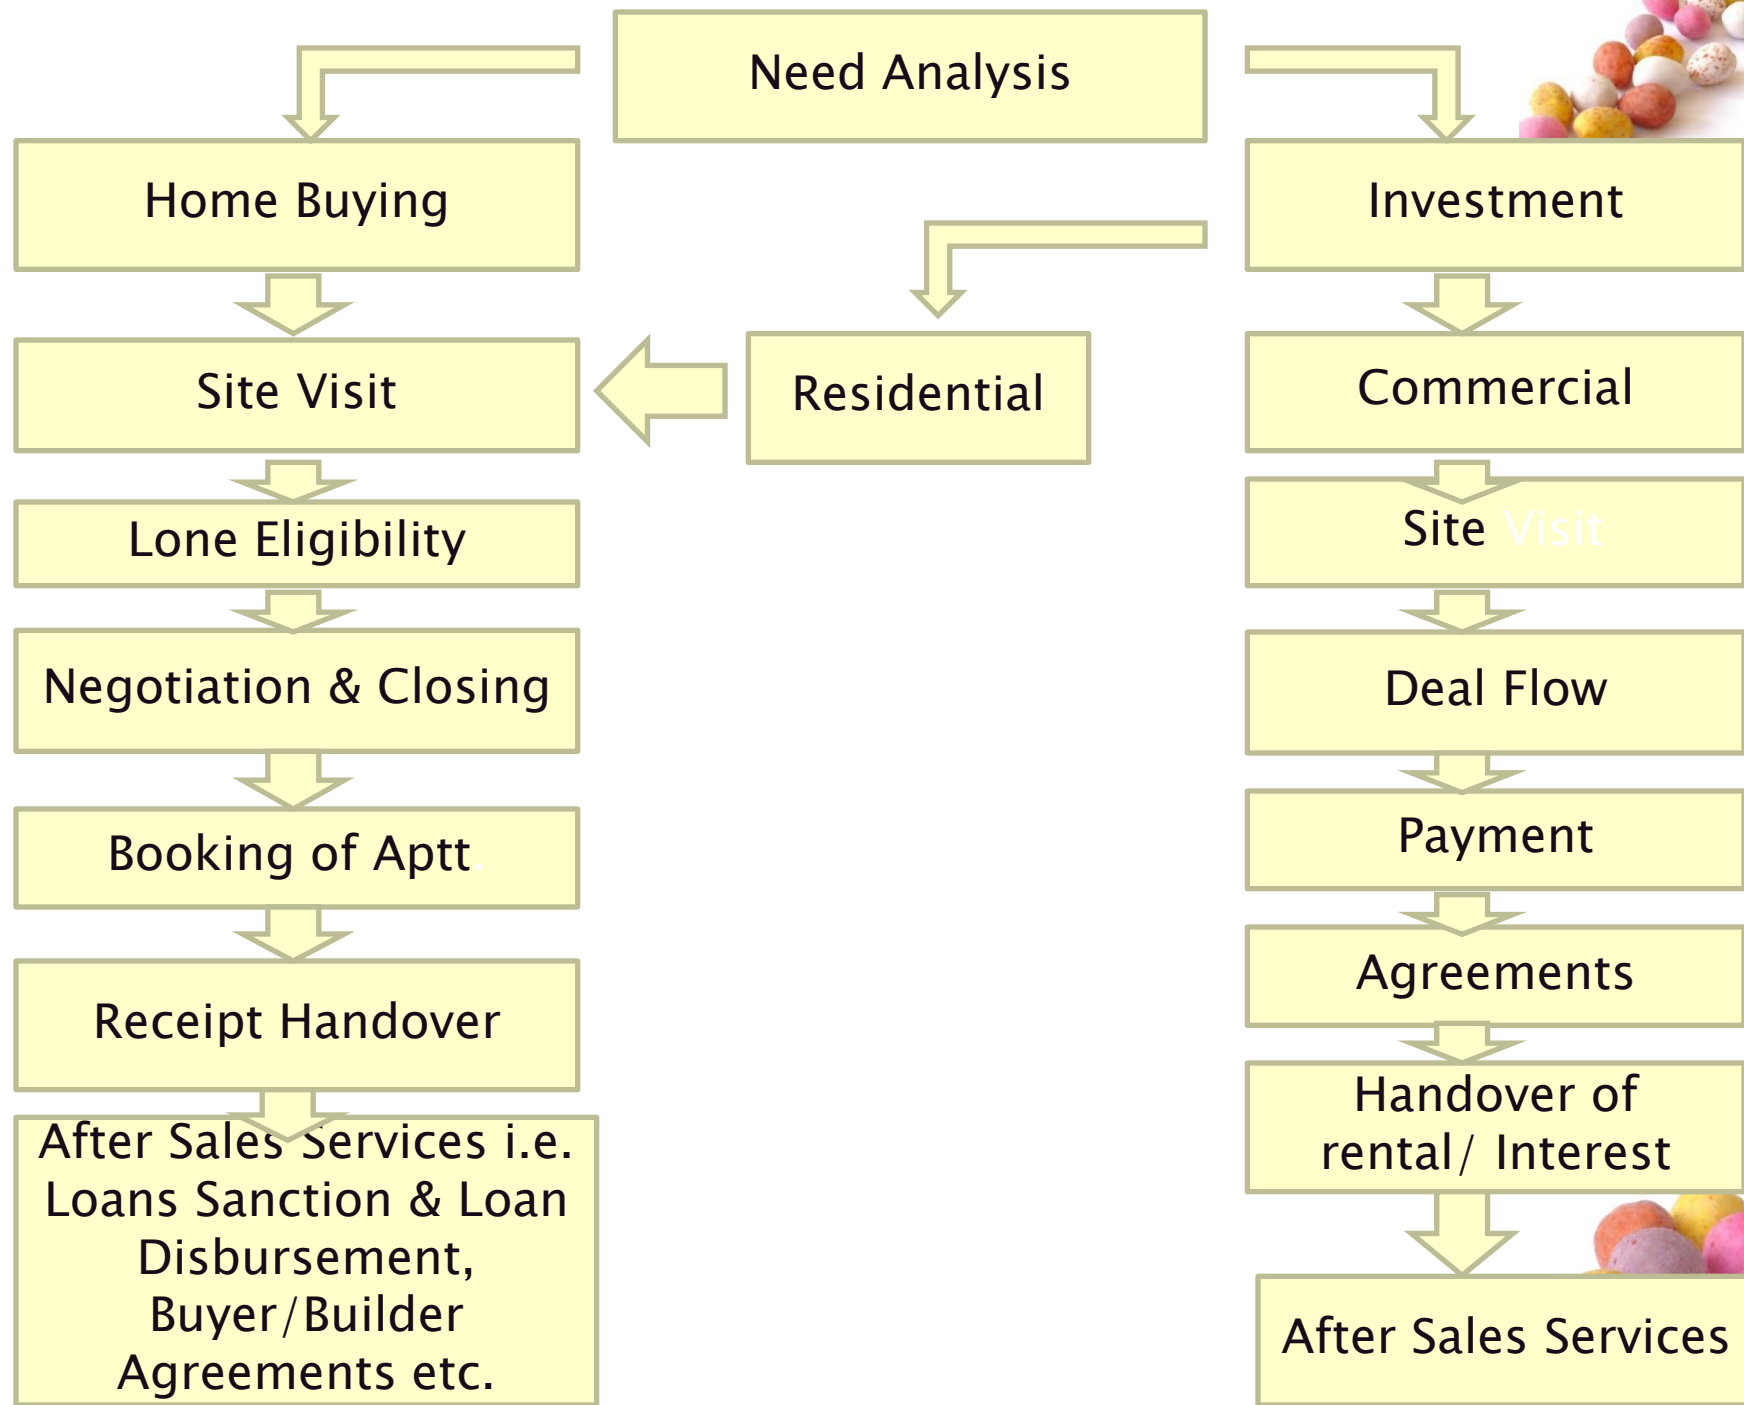 Need Analysis
Home Buying
Investment
Site Visit
Residential
Commercial
Lone Eligibility
Site Visit
Negotiation & Closing
Deal Flow
Booking of Aptt.
Payment
Receipt Handover
Agreements
After Sales Services i.e.
Loans Sanction & Loan
Disbursement,
Buyer/Builder
Agreements etc.
Handover of
rental/ Interest
After Sales Services